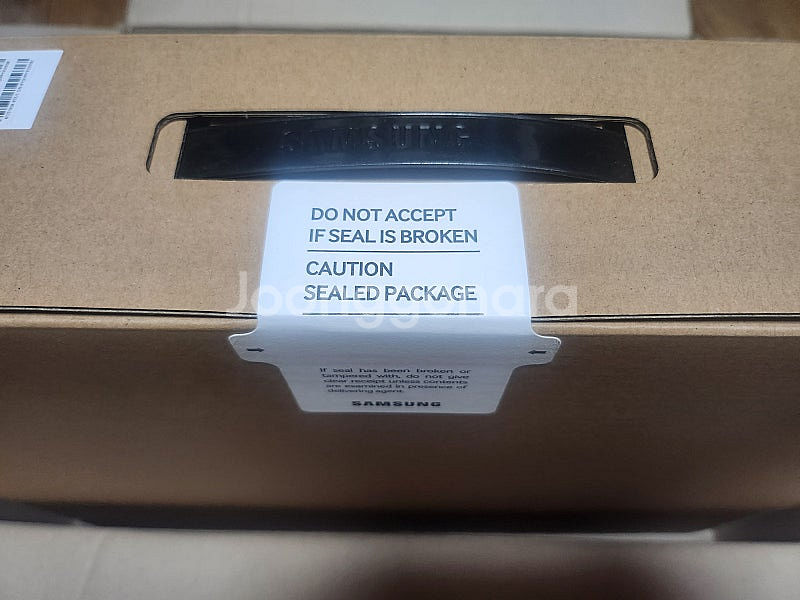 SAMSUNG
DO NOT ACCEPT
IF SEAL IS BROKEN
CAUTION
SEALED PACKAGE
Joonggonara
If seal has been broken or
tampered with, do not give
clear receipt unless contents
are examined in presence of
delivering agent.
SAMSUNG